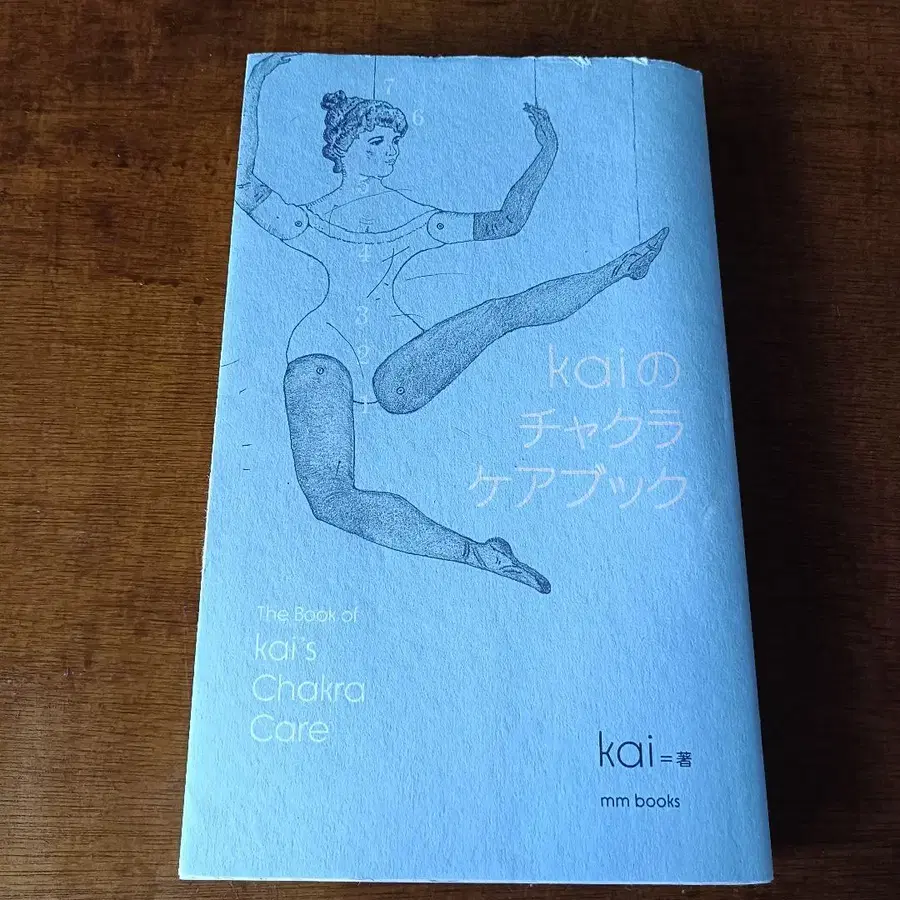 7
6
5
4
3
2
1
kaiの
チャクラ
ケアブック
The Book of
kai's
Chakra
Care
kai=著
mm books